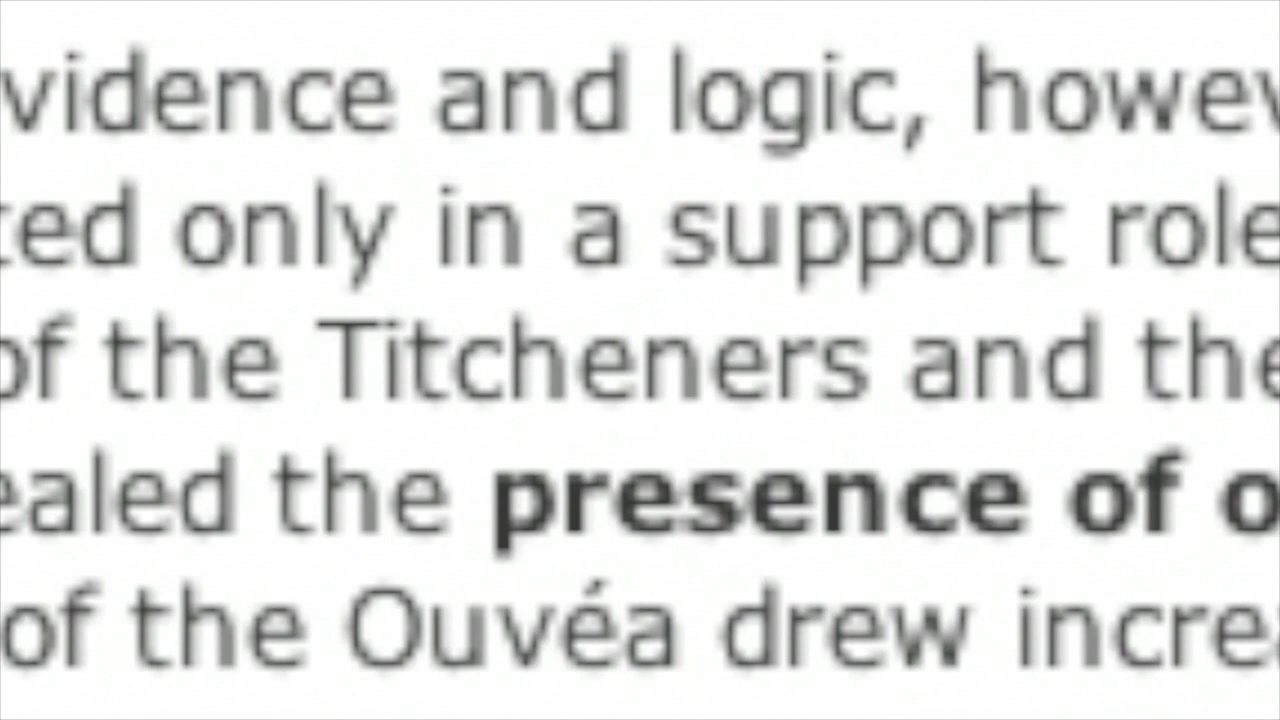 vidence and logic, howev
ted only in a support role
of the Titcheners and the
ealed the presence of o
of the Ouvéa drew increa